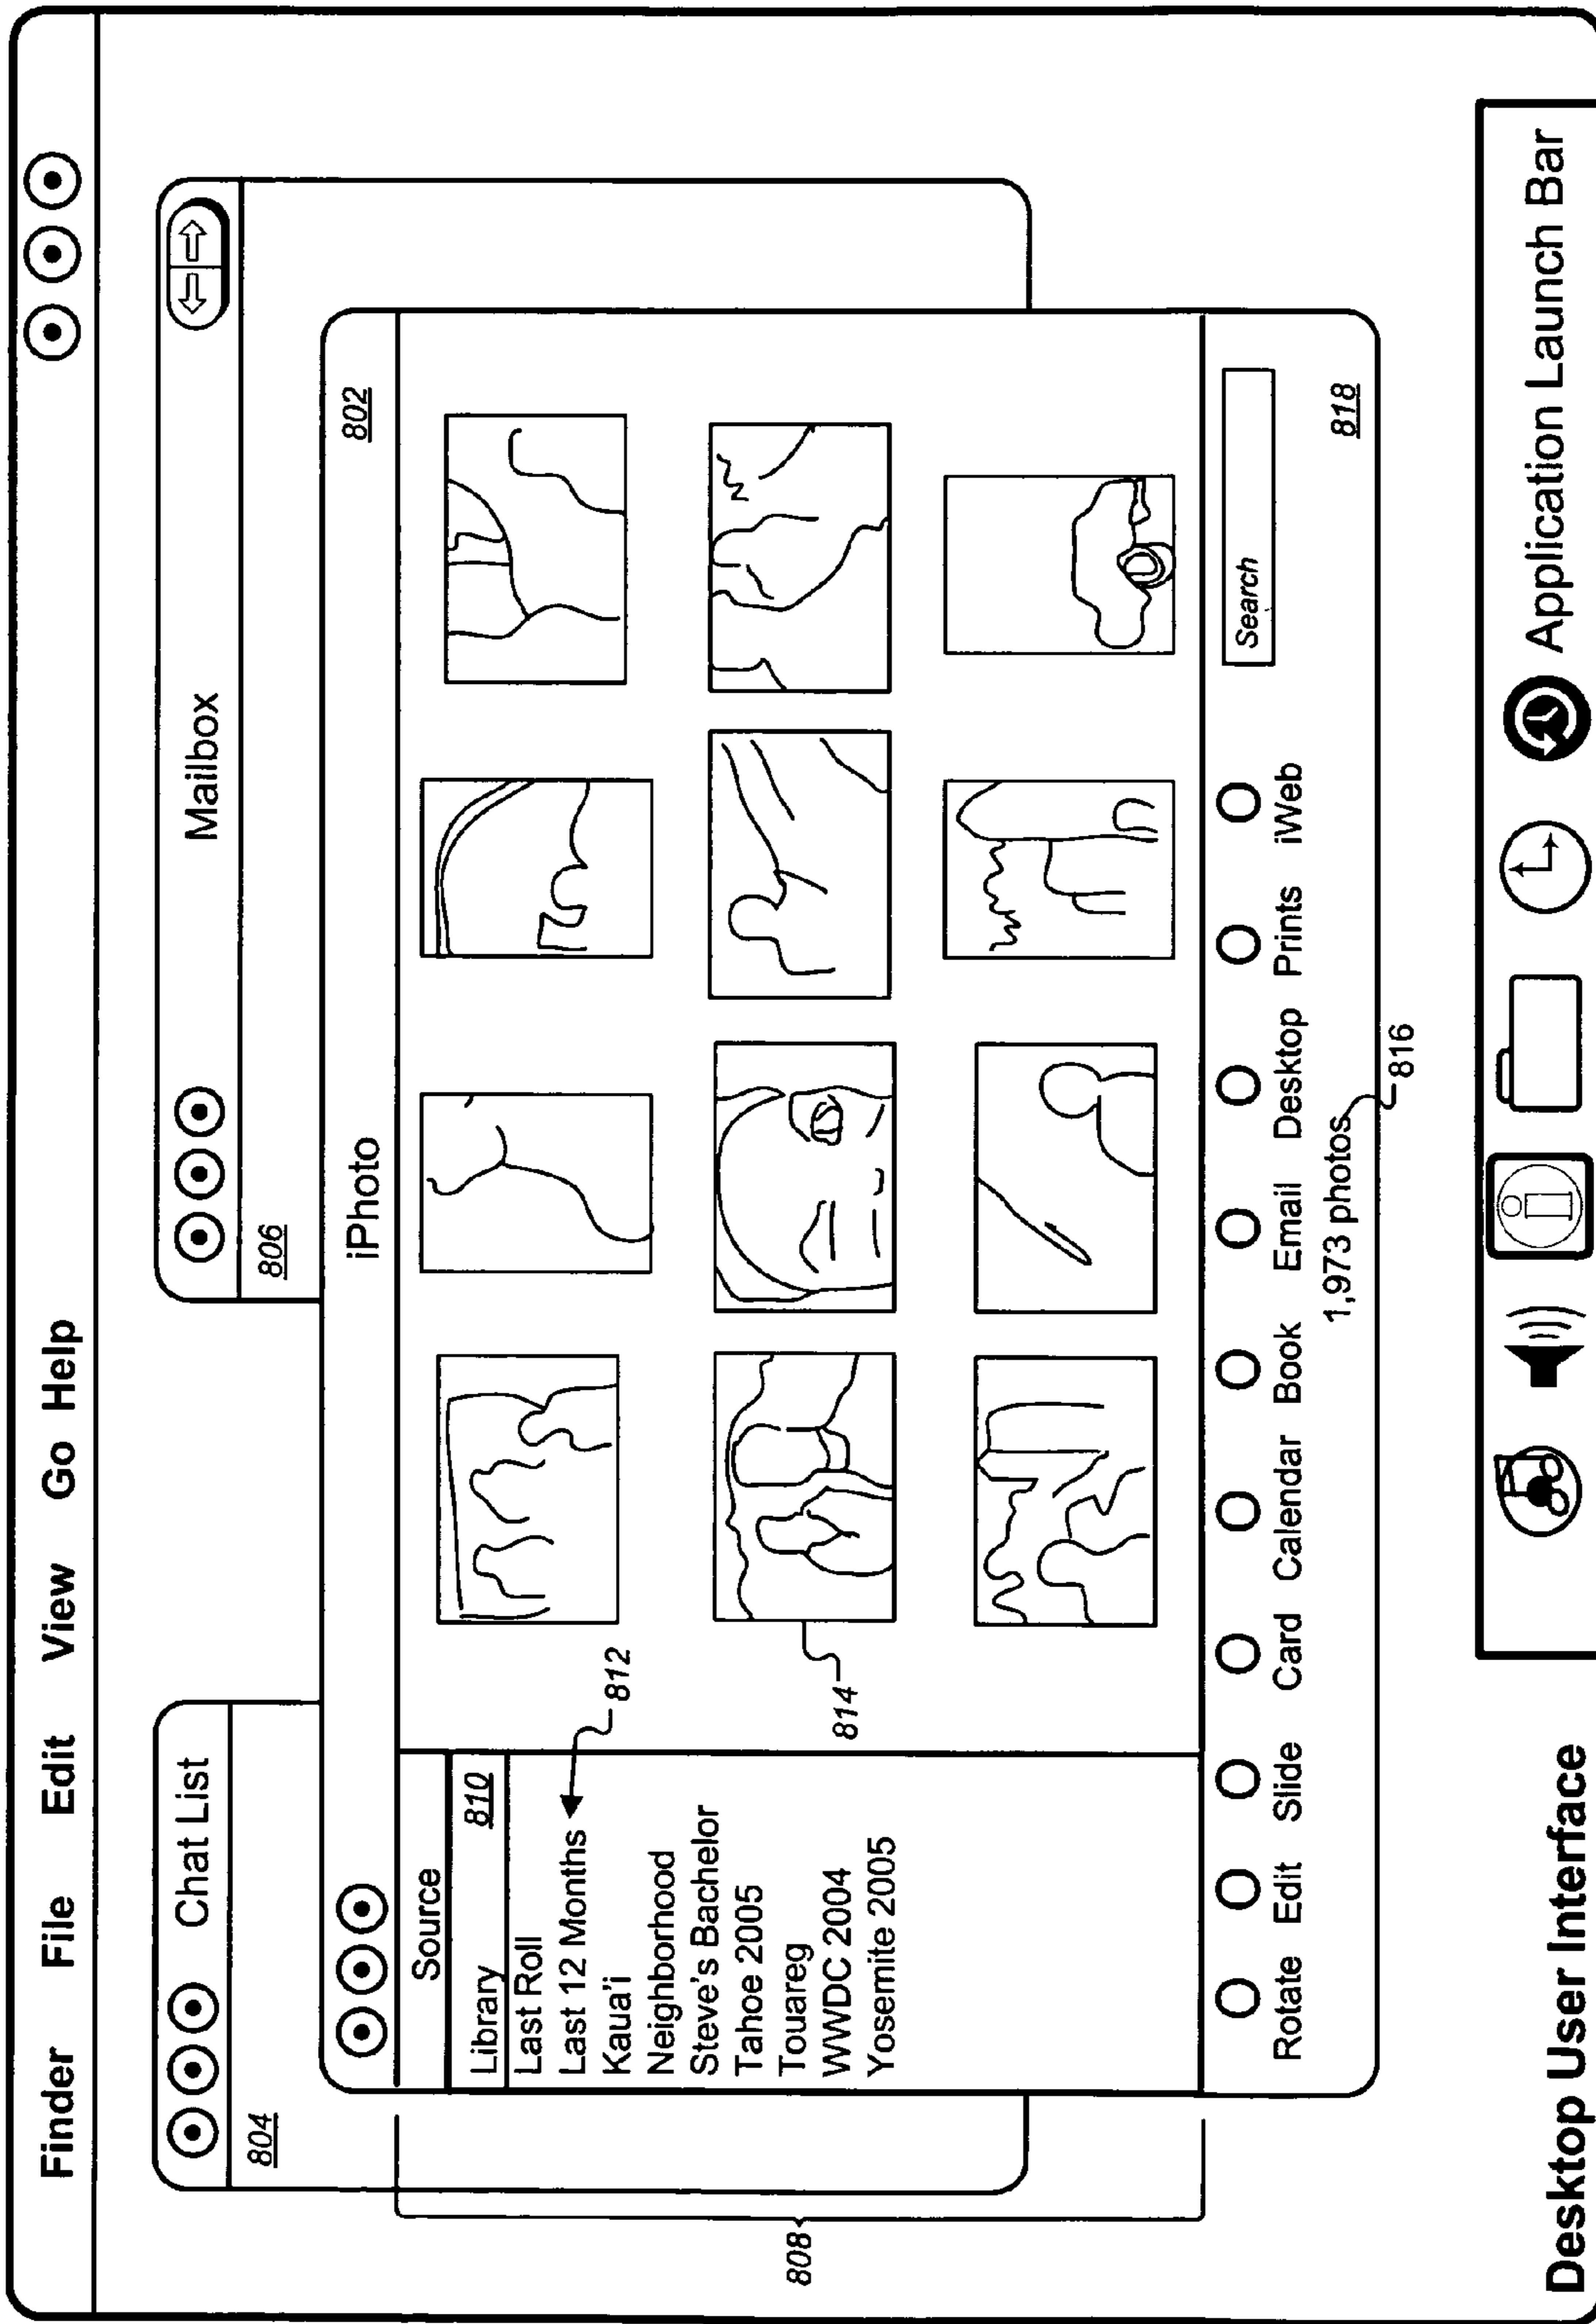 Finder File Edit View Go Help
Chat List
804
Mailbox
806
iPhoto
802
Source
Library 810
Last Roll
Last 12 Months
812
Kaua'i
Neighborhood
Steve's Bachelor
Tahoe 2005
Touareg
WWDC 2004
Yosemite 2005
808
814
Search
Rotate Edit Slide Card Calendar Book Email Desktop Prints iWeb
1,973 photos
818
816
Desktop User Interface
i
Application Launch Bar